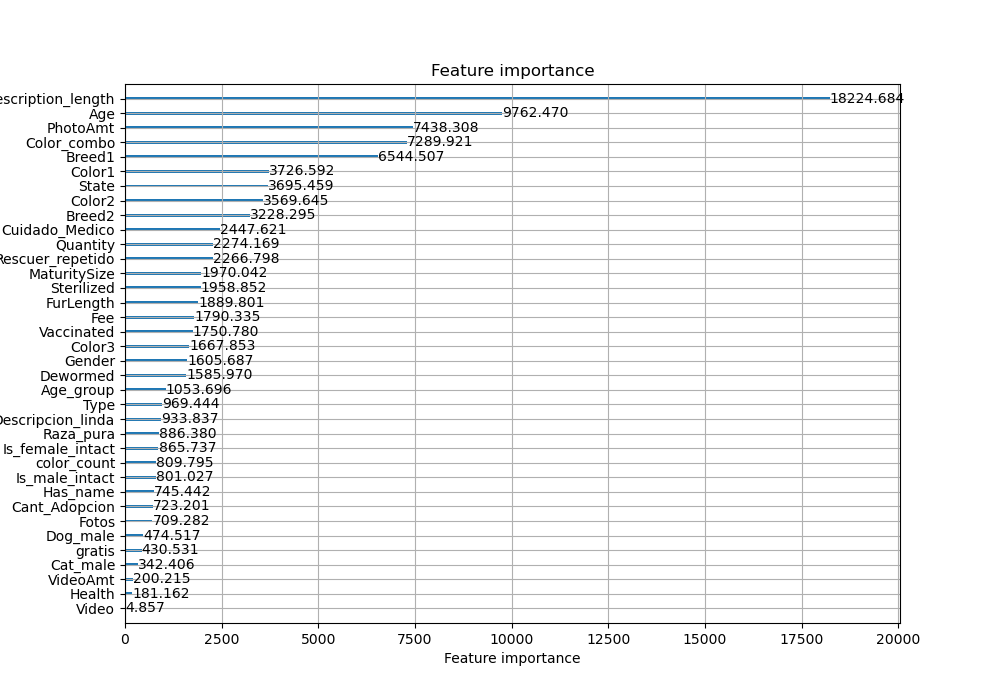 Feature importance
escription_length 18224.684
Age 9762.470
PhotoAmt 7438.308
Color_combo 7289.921
Breed1 6544.507
Color1 3726.592
State 3695.459
Color2 3569.645
Breed2 3228.295
Cuidado_Medico 2447.621
Quantity 2274.169
Rescuer_repetido 2266.798
MaturitySize 1970.042
Sterilized 1958.852
FurLength 1889.801
Fee 1790.335
Vaccinated 1750.780
Color3 1667.853
Gender 1605.687
Dewormed 1585.970
Age_group 1053.696
Type 969.444
Descripcion_linda 933.837
Raza_pura 886.380
Is_female_intact 865.737
color_count 809.795
Is_male_intact 801.027
Has_name 745.442
Cant_Adopcion 723.201
Fotos 709.282
Dog_male 474.517
gratis 430.531
Cat_male 342.406
VideoAmt 200.215
Health 181.162
Video 4.857
0 2500 5000 7500 10000 12500 15000 17500 20000
Feature importance